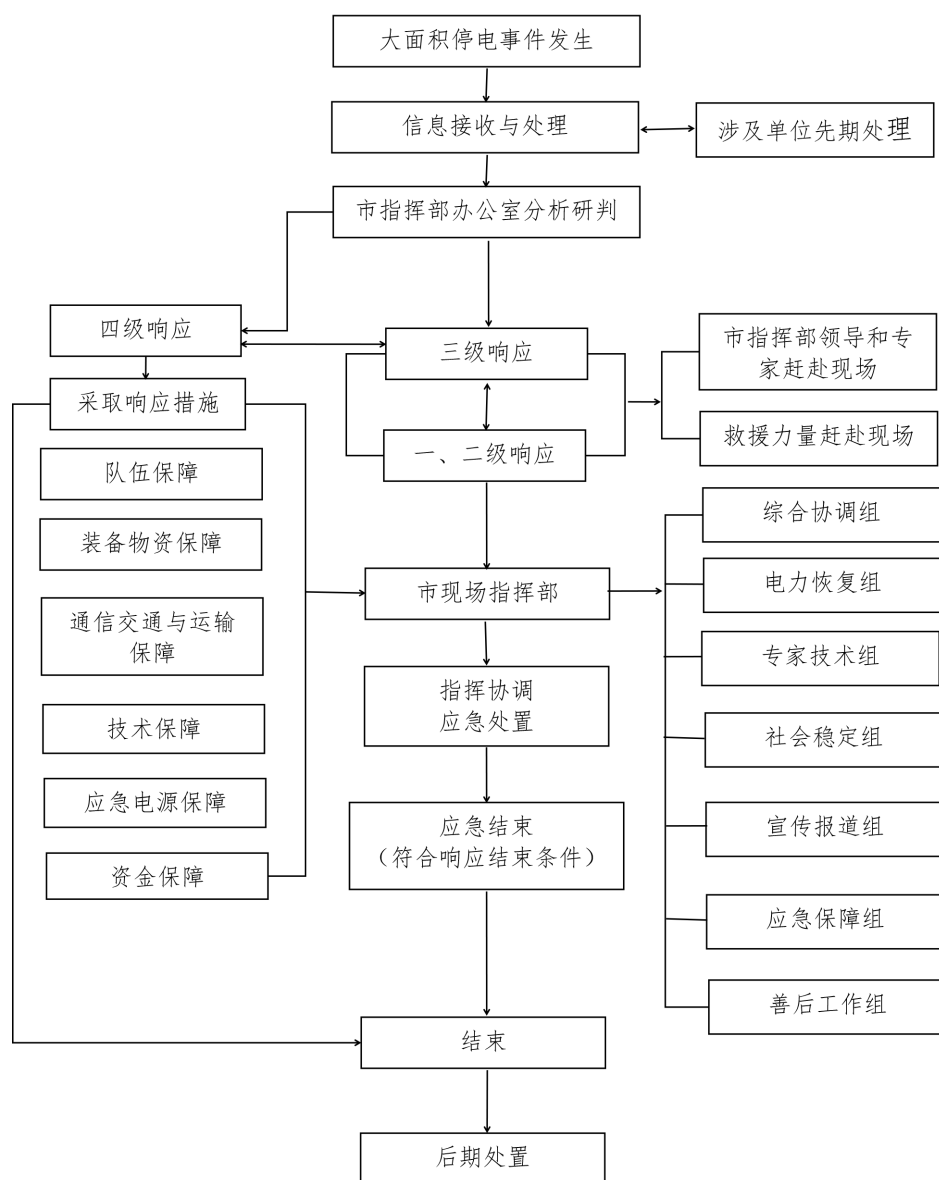 大面积停电事件发生
信息接收与处理
涉及单位先期处理
市指挥部办公室分析研判
四级响应
三级响应
市指挥部领导和专
家赶赴现场
采取响应措施
救援力量赶赴现场
一、二级响应
队伍保障
综合协调组
装备物资保障
电力恢复组
市现场指挥部
通信交通与运输
保障
专家技术组
指挥协调
应急处置
技术保障
社会稳定组
应急电源保障
应急结束
(符合响应结束条件)
宣传报道组
资金保障
应急保障组
善后工作组
结束
后期处置